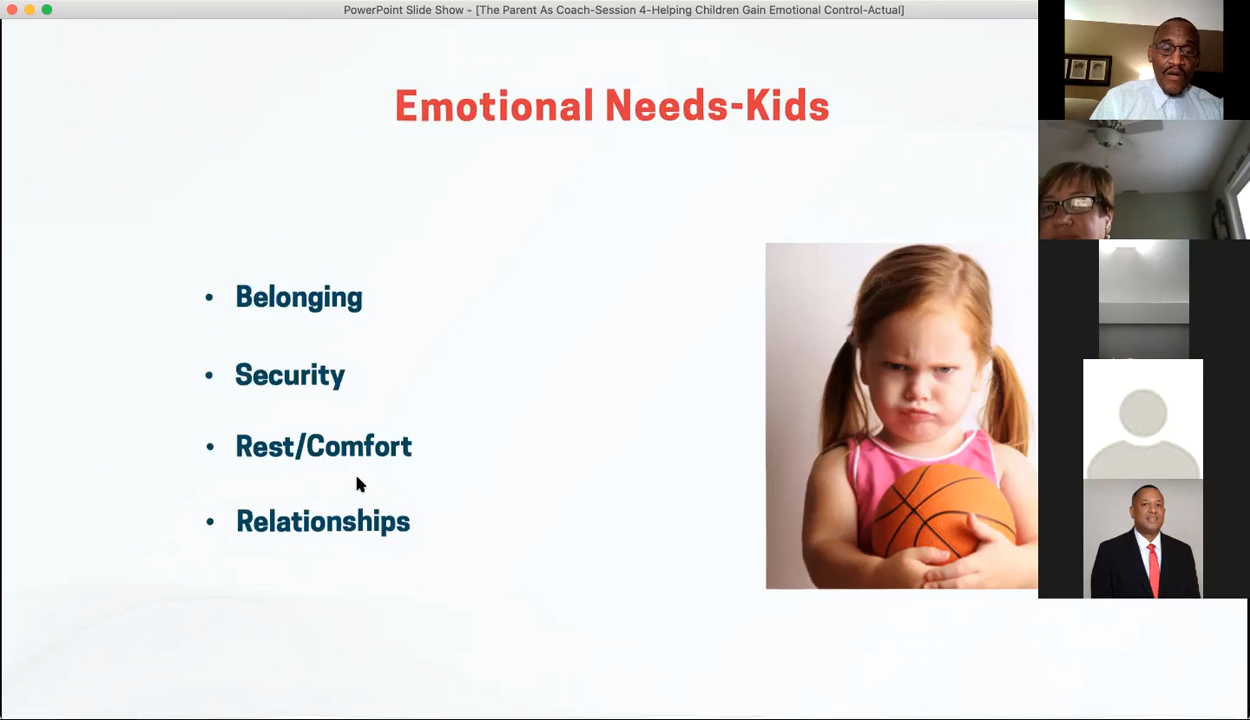 PowerPoint Slide Show - [The Parent As Coach-Session 4-Helping Children Gain Emotional Control-Actual]
Emotional Needs-Kids
• Belonging
• Security
• Rest/Comfort
• Relationships